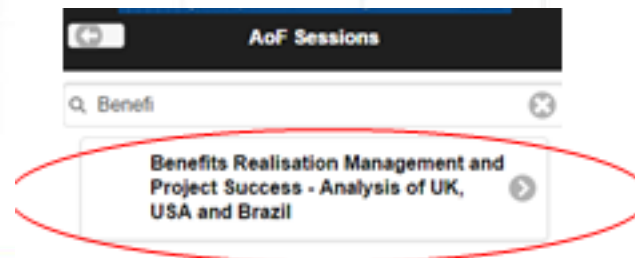 AoF Sessions
Benefi
Benefits Realisation Management and
Project Success - Analysis of UK,
USA and Brazil